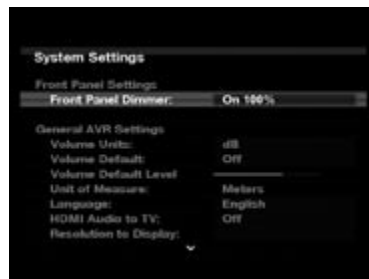 System Settings
Front Panel Settings
Front Panel Dimmer: On 100%
General AVR Settings
Volume Units: dB
Volume Default: Off
Volume Default Level
Unit of Measure: Meters
Language: English
HDMI Audio to TV: Off
Resolution to Display: